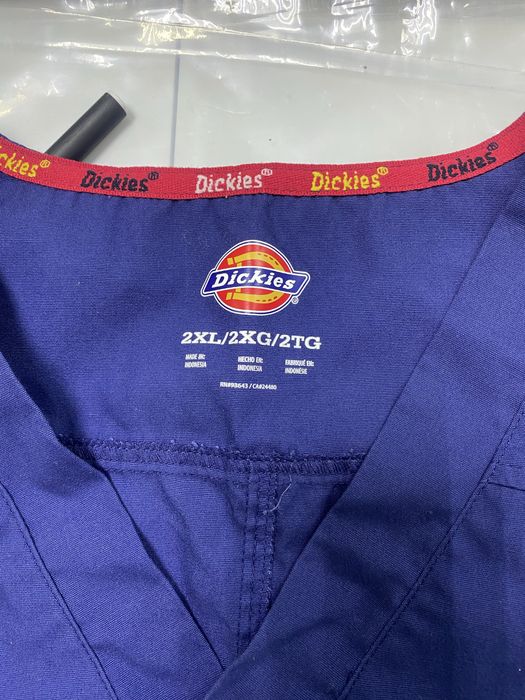 Dickies® Dickies® Dickies® Dickies® Dickies®
Dickies
2XL/2XG/2TG
MADE IN: HECHO EN: FABRIQUÉ EN:
INDONESIA INDONESIA INDONÉSIE
RN#93643 / CA#24480